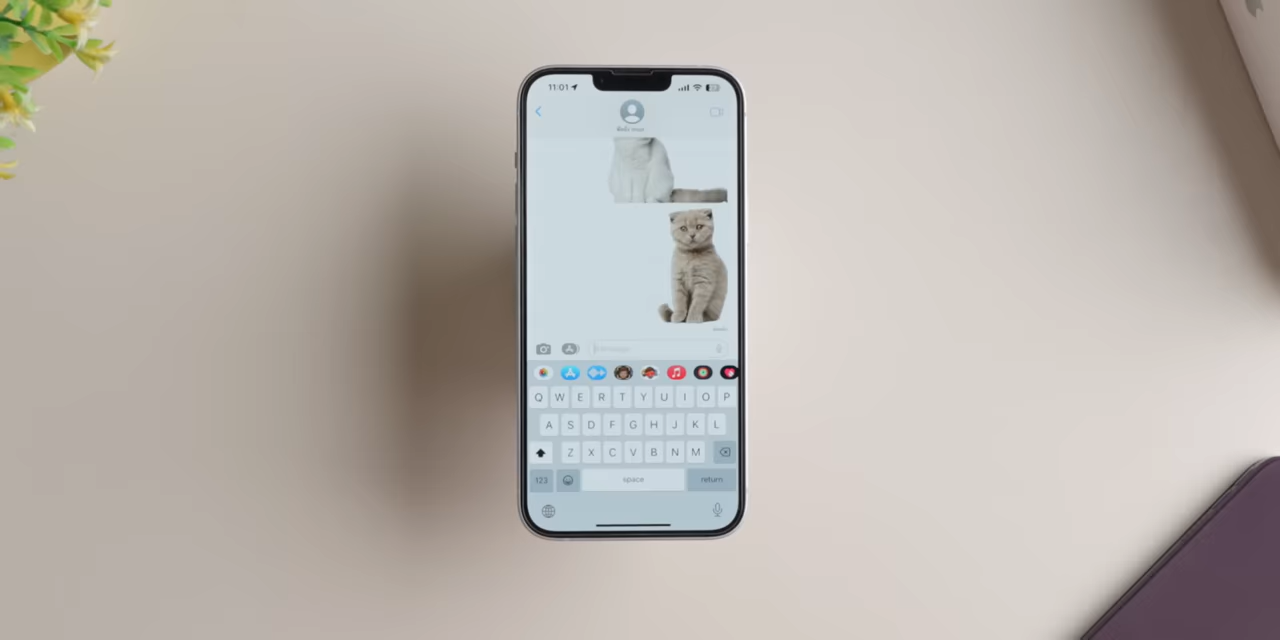 11:01
Q W E R T Y U I O P
A S D F G H J K L
Z X C V B N M
123 space return